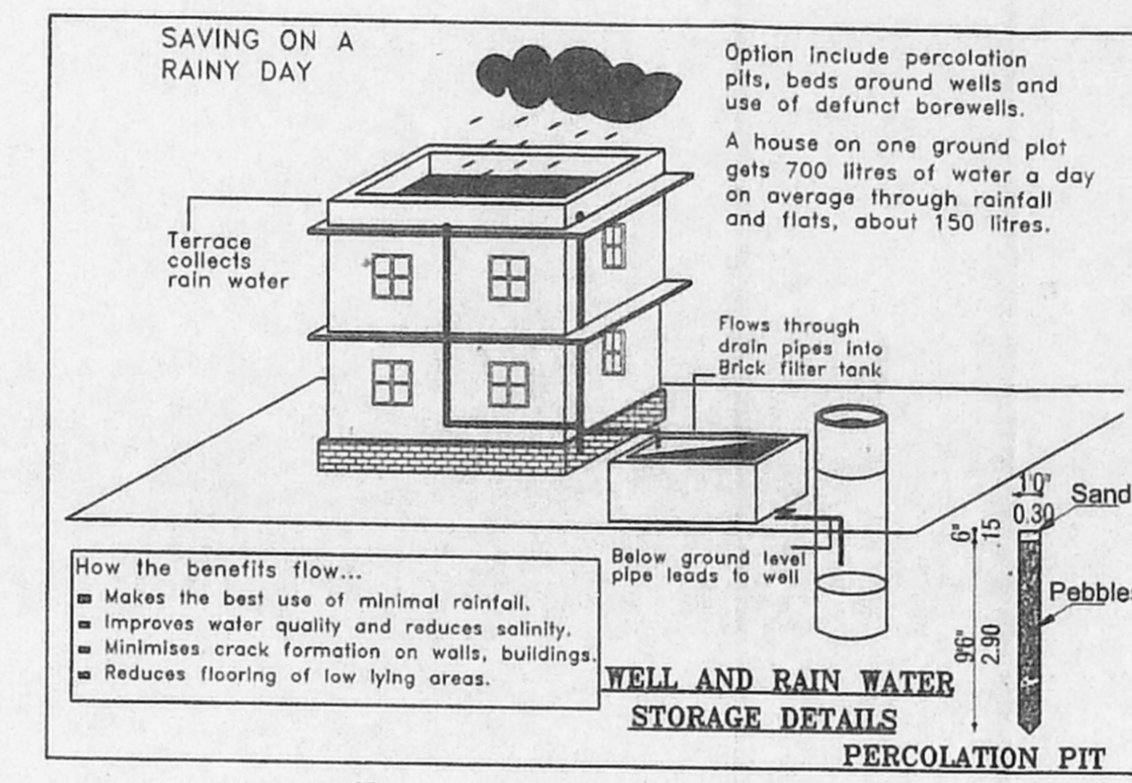 SAVING ON A
RAINY DAY
Option include percolation
pits, beds around wells and
use of defunct borewells.
A house on one ground plot
gets 700 litres of water a day
on average through rainfall
and flats, about 150 litres.
Terrace
collects
rain water
Flows through
drain pipes into
Brick filter tank
Below ground level
pipe leads to well
1'0"
0.30
Sand
6"
15
Pebbles
9'6"
2.90
How the benefits flow...
Makes the best use of minimal rainfall.
Improves water quality and reduces salinity.
Minimises crack formation on walls, buildings.
Reduces flooring of low lying areas.
WELL AND RAIN WATER
STORAGE DETAILS
PERCOLATION PIT